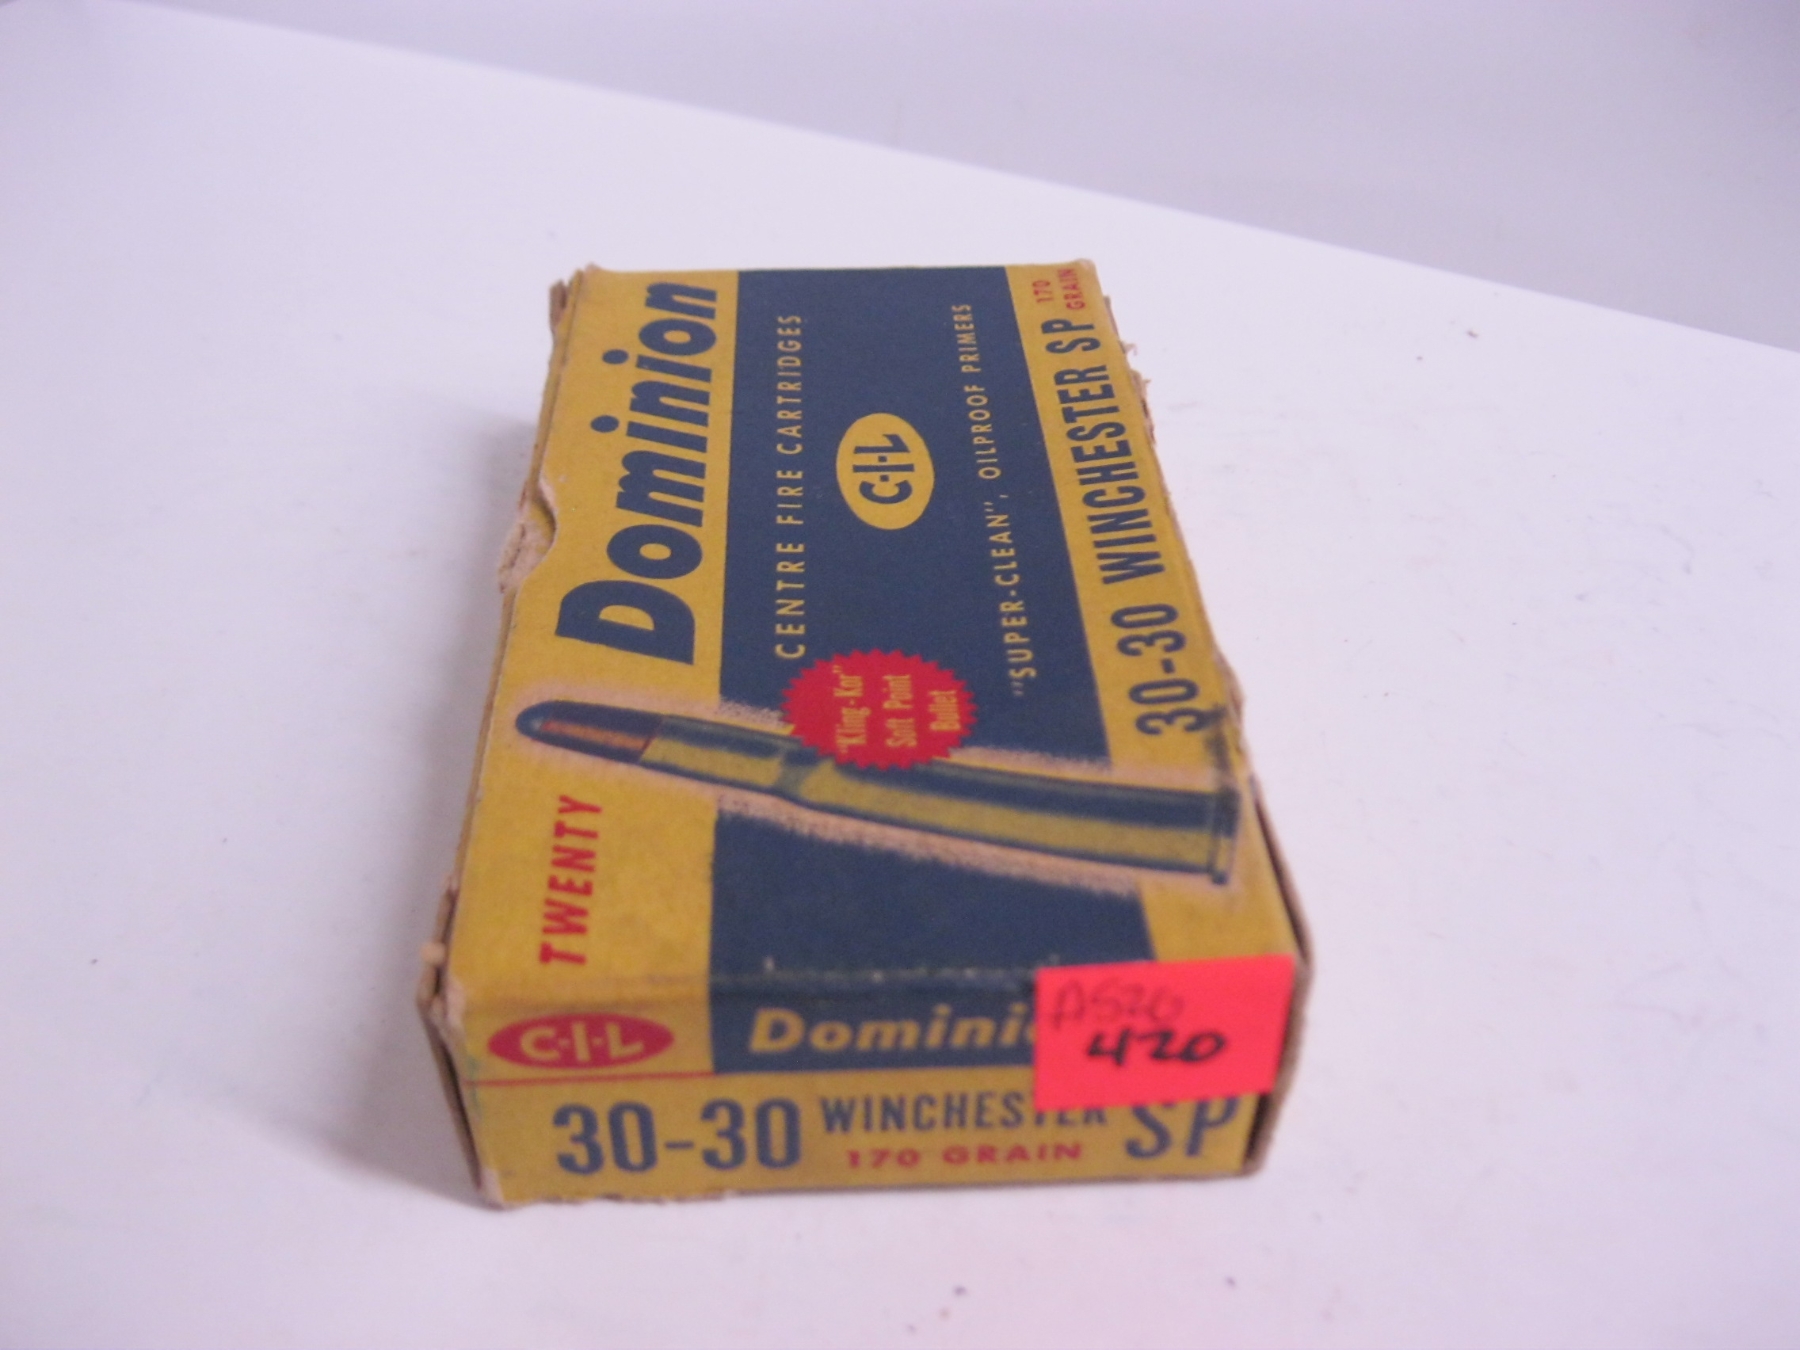 Dominion
CENTRE FIRE CARTRIDGES
C-I-L
"SUPER-CLEAN", OILPROOF PRIMERS
30-30 WINCHESTER SP
170
GRAIN
"Kling-Kor"
Soft Point
Bullet
TWENTY
C-I-L
Domini
420
30-30 WINCHESTER SP
170 GRAIN